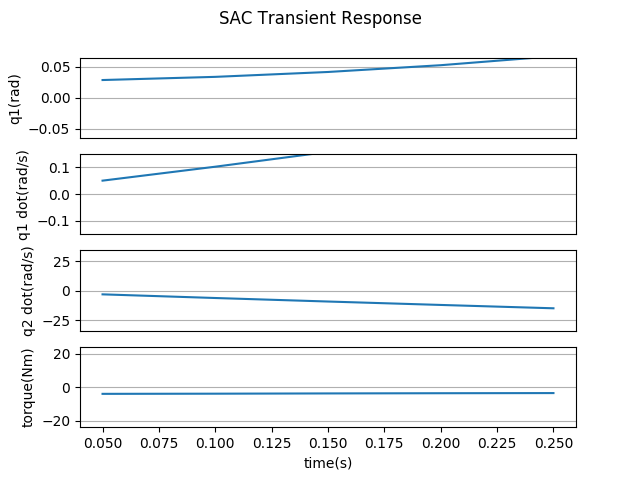 SAC Transient Response
q1(rad)
0.05
0.00
−0.05
q1 dot(rad/s)
0.1
0.0
−0.1
q2 dot(rad/s)
25
0
−25
torque(Nm)
20
0
−20
0.050 0.075 0.100 0.125 0.150 0.175 0.200 0.225 0.250
time(s)